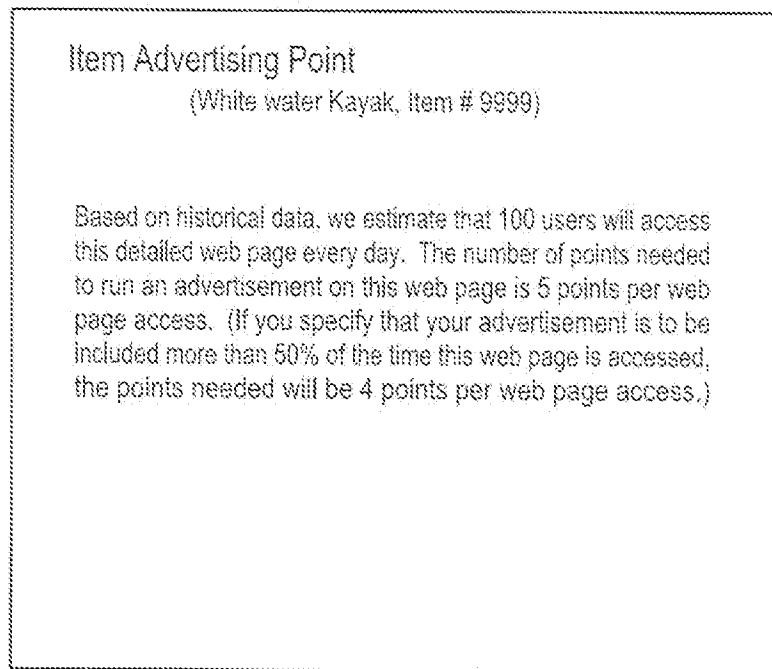 Item Advertising Point
(White water Kayak, Item # 9999)
Based on historical data, we estimate that 100 users will access
this detailed web page every day. The number of points needed
to run an advertisement on this web page is 5 points per web
page access. (If you specify that your advertisement is to be
included more than 50% of the time this web page is accessed,
the points needed will be 4 points per web page access.)